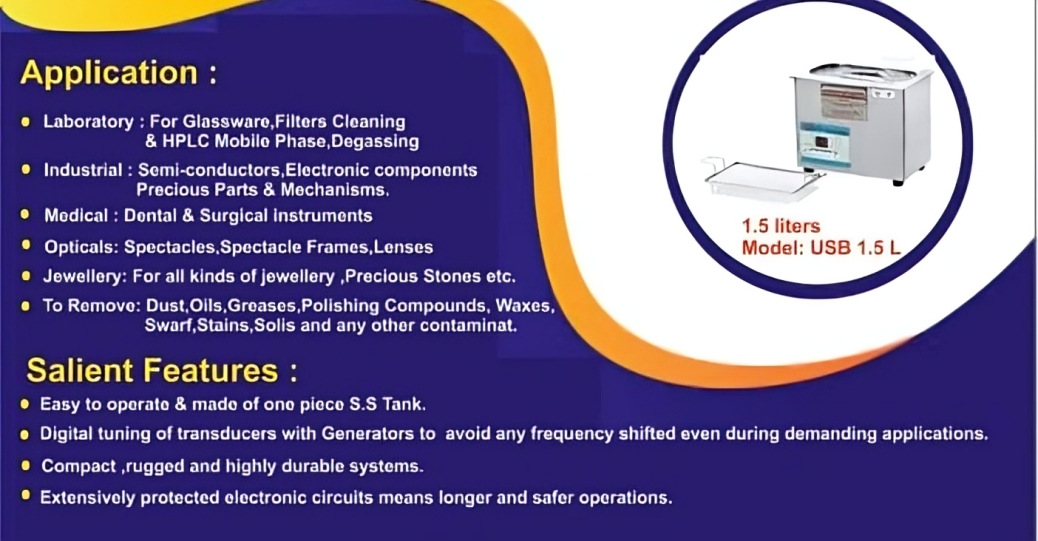 Application :
• Laboratory : For Glassware,Filters Cleaning
& HPLC Mobile Phase,Degassing
• Industrial : Semi-conductors,Electronic components
Precious Parts & Mechanisms.
• Medical : Dental & Surgical instruments
• Opticals: Spectacles,Spectacle Frames,Lenses
• Jewellery: For all kinds of jewellery ,Precious Stones etc.
• To Remove: Dust,Oils,Greases,Polishing Compounds, Waxes,
Swarf,Stains,Solis and any other contaminat.
1.5 liters
Model: USB 1.5 L
Salient Features :
• Easy to operate & made of one piece S.S Tank.
• Digital tuning of transducers with Generators to avoid any frequency shifted even during demanding applications.
• Compact ,rugged and highly durable systems.
• Extensively protected electronic circuits means longer and safer operations.